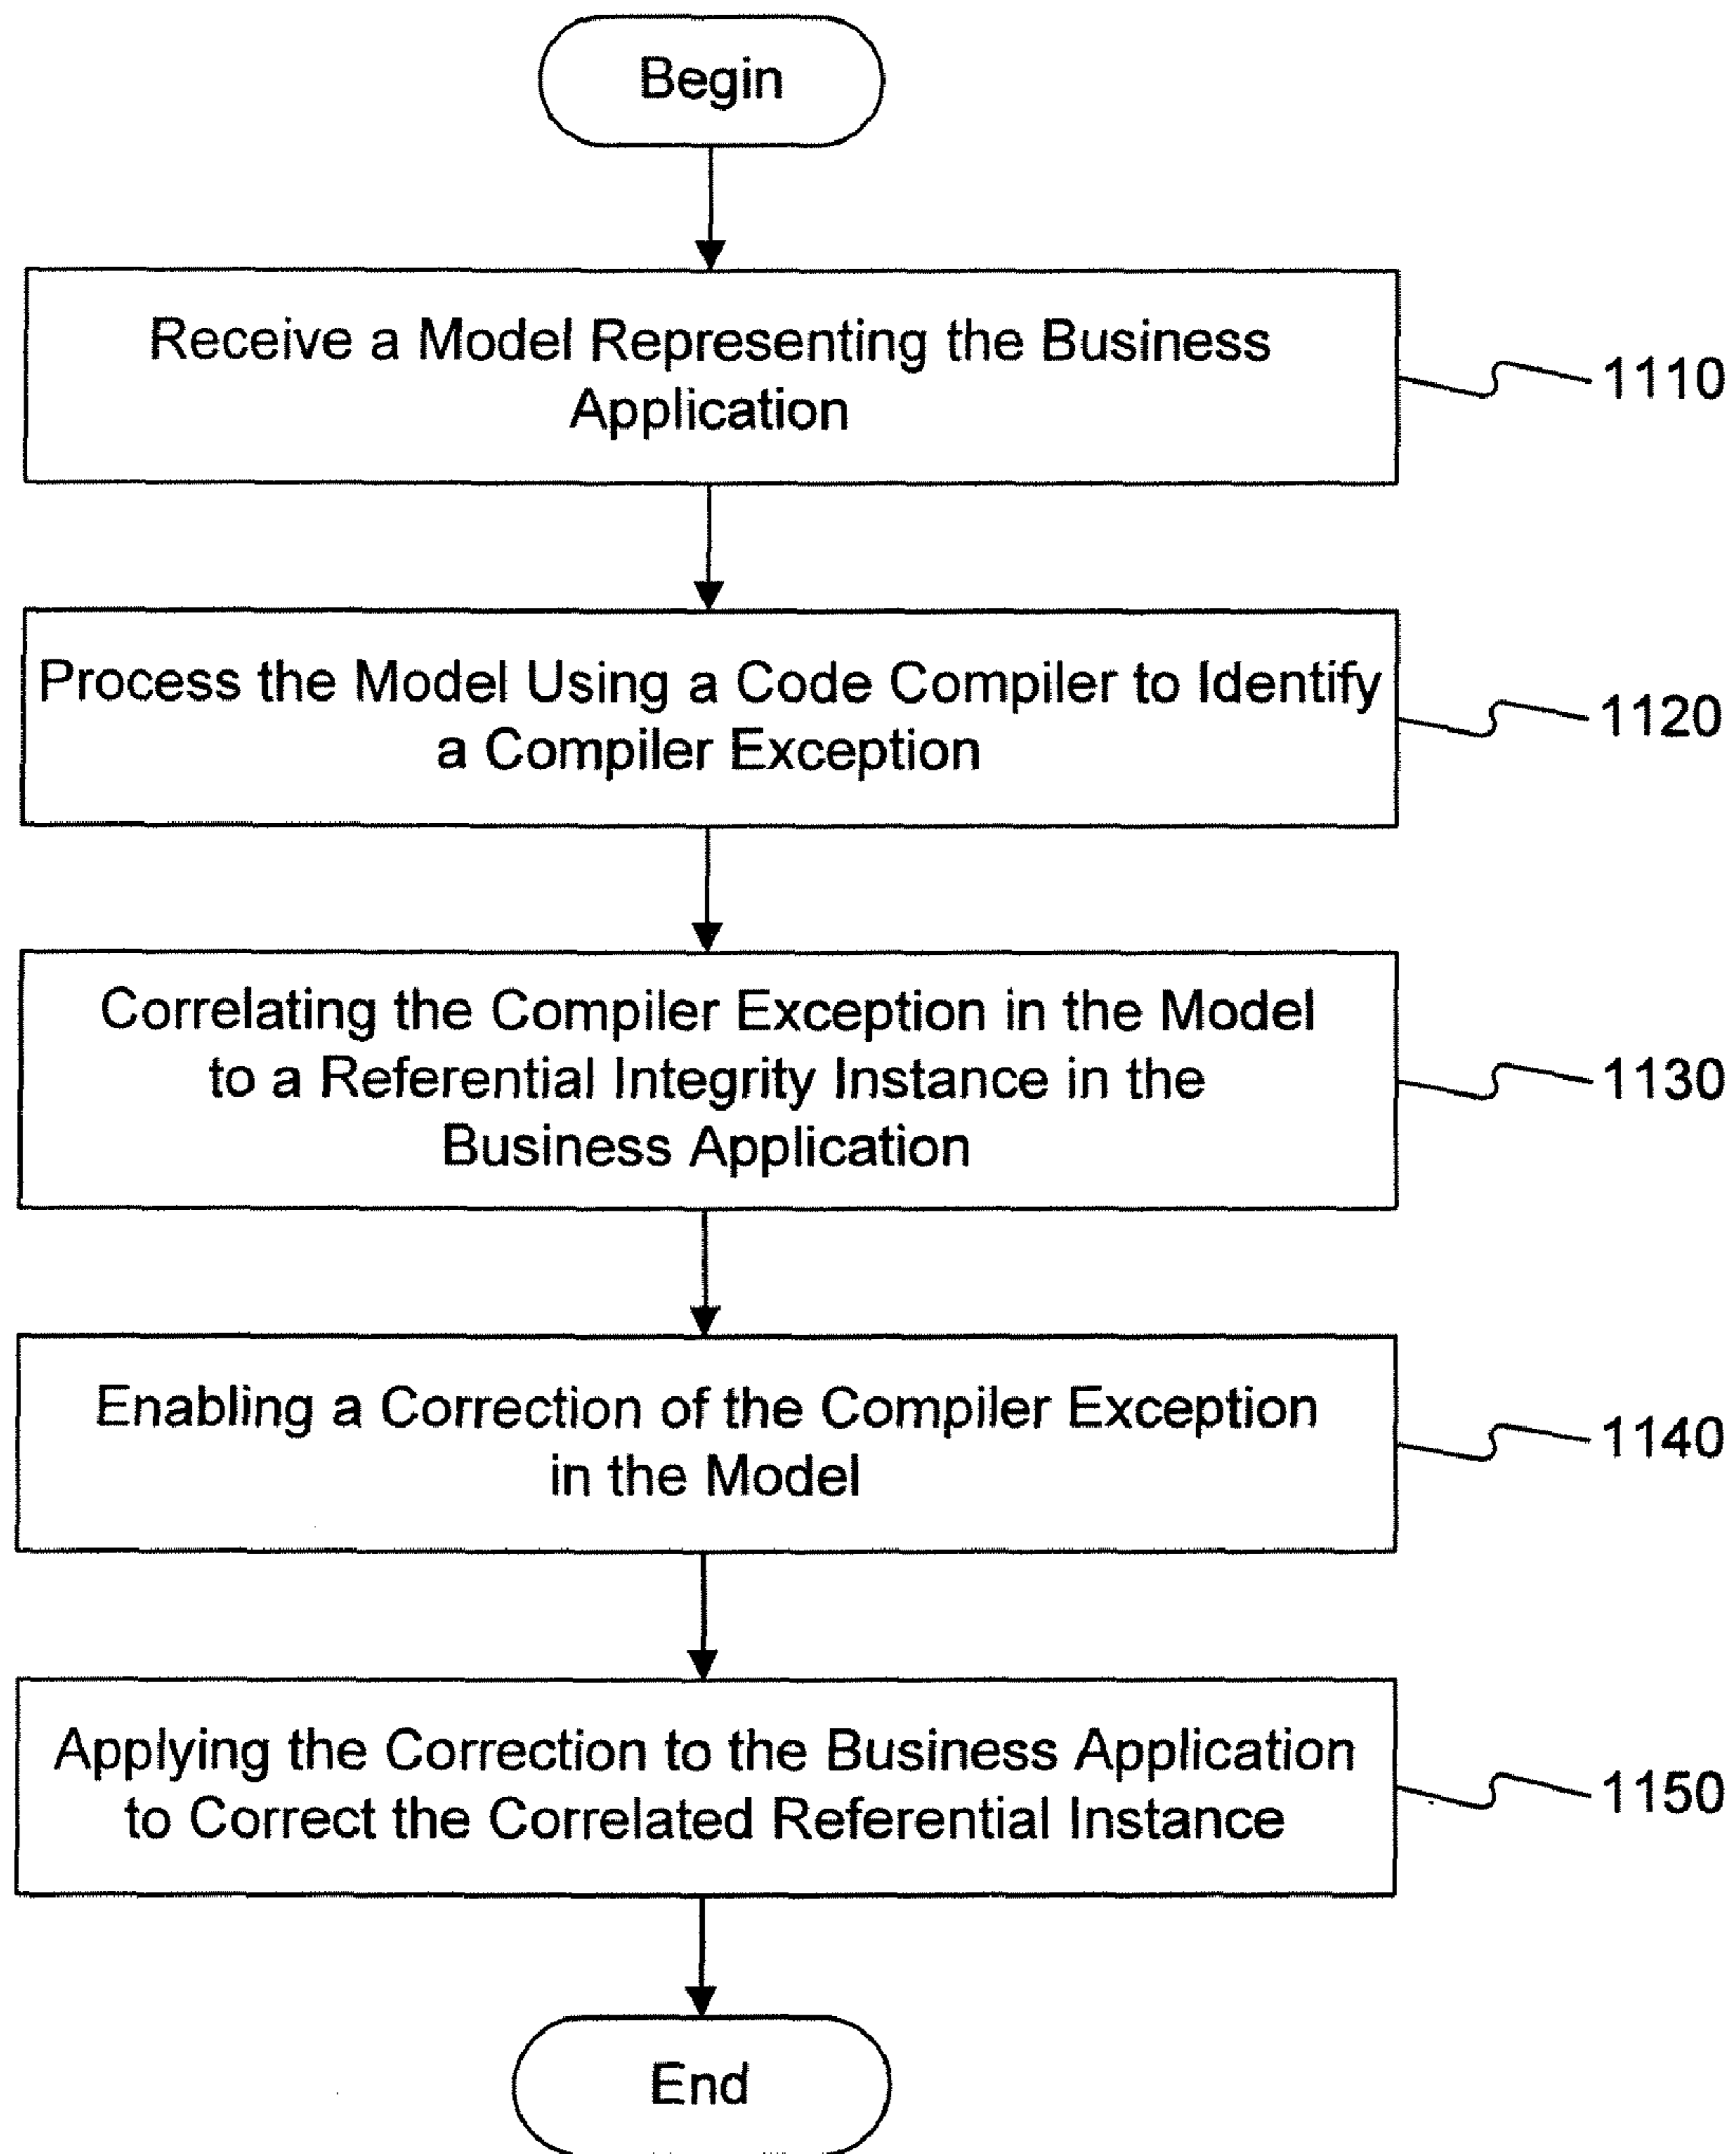 Begin
Receive a Model Representing the Business
Application
1110
Process the Model Using a Code Compiler to Identify
a Compiler Exception
1120
Correlating the Compiler Exception in the Model
to a Referential Integrity Instance in the
Business Application
1130
Enabling a Correction of the Compiler Exception
in the Model
1140
Applying the Correction to the Business Application
to Correct the Correlated Referential Instance
1150
End